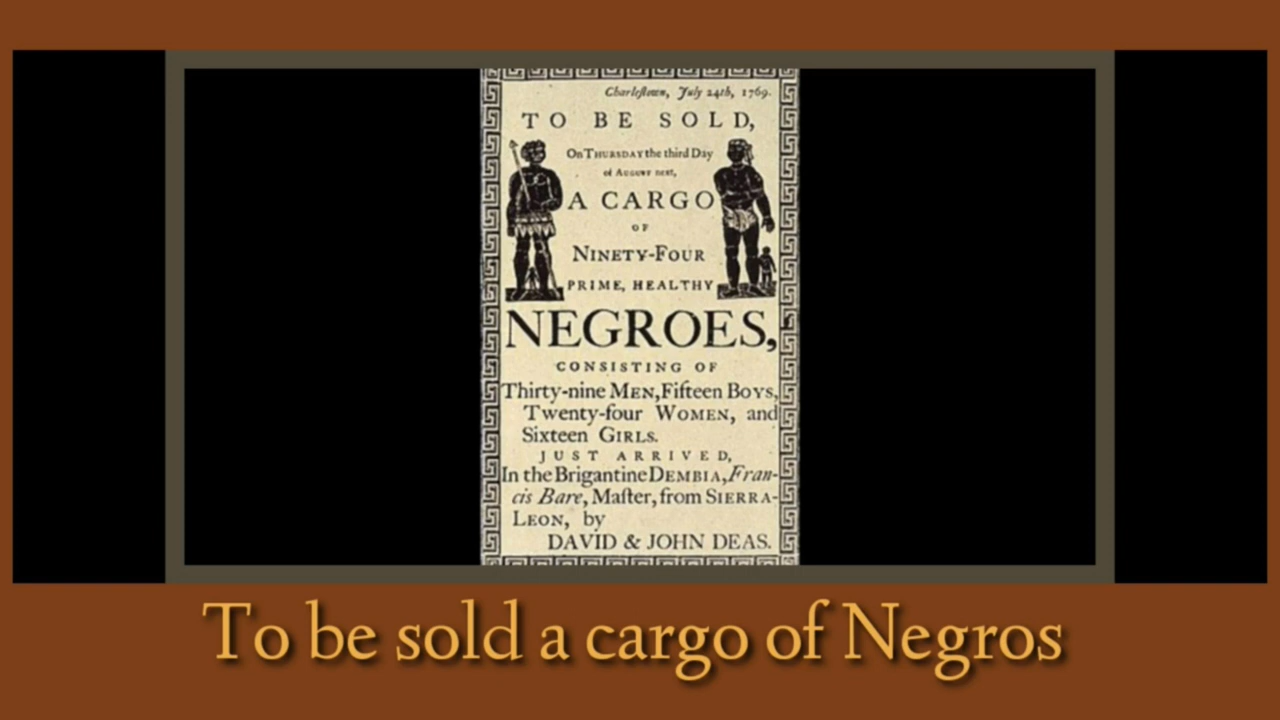 Charleſtown, July 24th, 1769.
TO BE SOLD,
On THURSDAY the third Day
of AUGUST next,
A CARGO
OF
NINETY-FOUR
PRIME, HEALTHY
NEGROES,
CONSISTING OF
Thirty-nine MEN, Fifteen BOYS,
Twenty-four WOMEN, and
Sixteen GIRLS.
JUST ARRIVED,
In the Brigantine DEMBIA, Fran-
cis Bare, Maſter, from SIERRA-
LEON, by
DAVID & JOHN DEAS.
To be sold a cargo of Negros